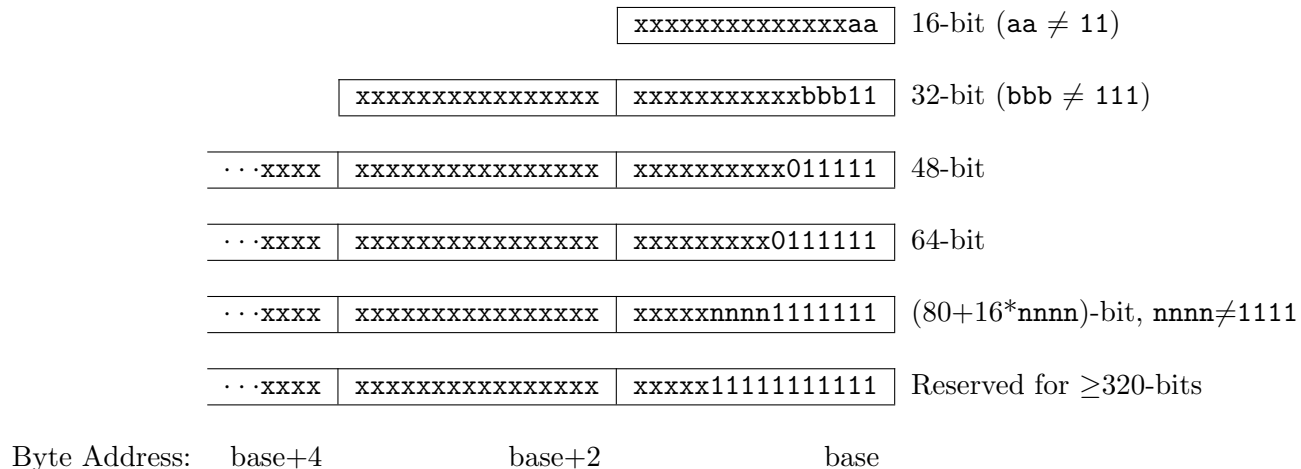 xxxxxxxxxxxxxxaa 16-bit (aa ≠ 11)
xxxxxxxxxxxxxxxx xxxxxxxxxxxbbb11 32-bit (bbb ≠ 111)
···xxxx xxxxxxxxxxxxxxxx xxxxxxxxxx011111 48-bit
···xxxx xxxxxxxxxxxxxxxx xxxxxxxxx0111111 64-bit
···xxxx xxxxxxxxxxxxxxxx xxxxxnnnn1111111 (80+16*nnnn)-bit, nnnn≠1111
···xxxx xxxxxxxxxxxxxxxx xxxxx11111111111 Reserved for ≥320-bits
Byte Address: base+4 base+2 base